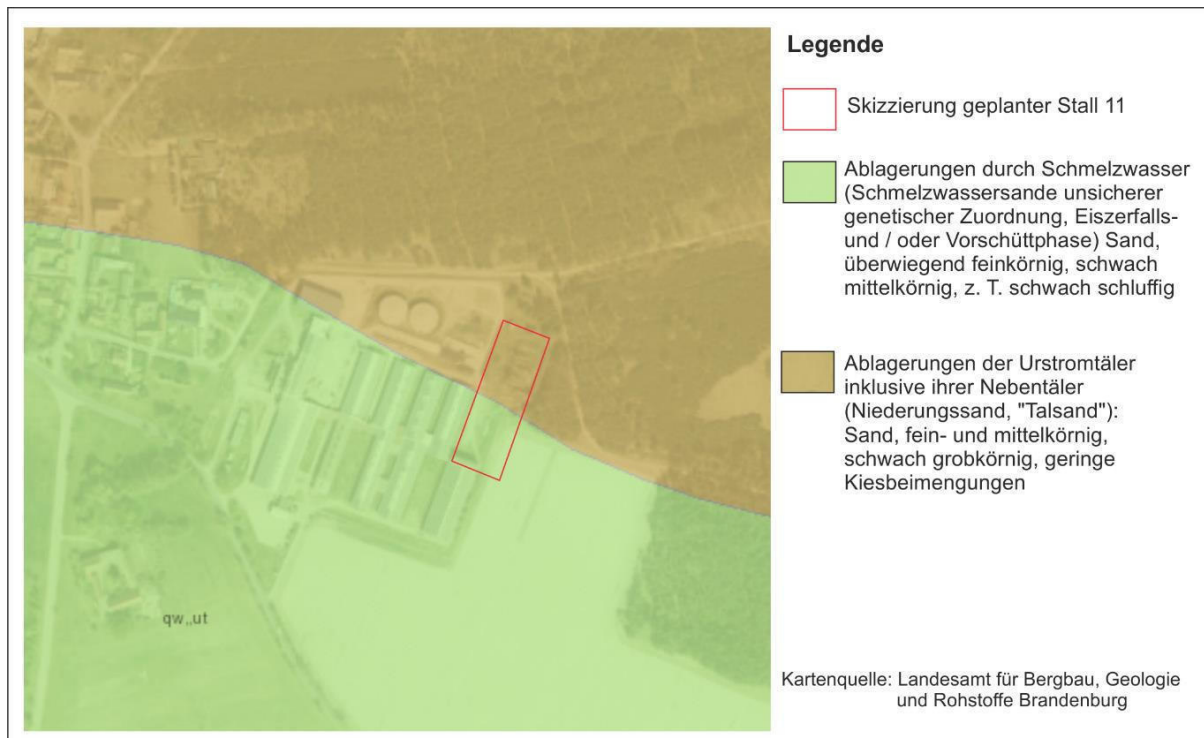 Legende
Skizzierung geplanter Stall 11
Ablagerungen durch Schmelzwasser
(Schmelzwassersande unsicherer
genetischer Zuordnung, Eiszerfalls-
und / oder Vorschüttphase) Sand,
überwiegend feinkörnig, schwach
mittelkörnig, z. T. schwach schluffig
Ablagerungen der Urstromtäler
inklusive ihrer Nebentäler
(Niederungssand, "Talsand"):
Sand, fein- und mittelkörnig,
schwach grobkörnig, geringe
Kiesbeimengungen
qw,,ut
Kartenquelle: Landesamt für Bergbau, Geologie
und Rohstoffe Brandenburg